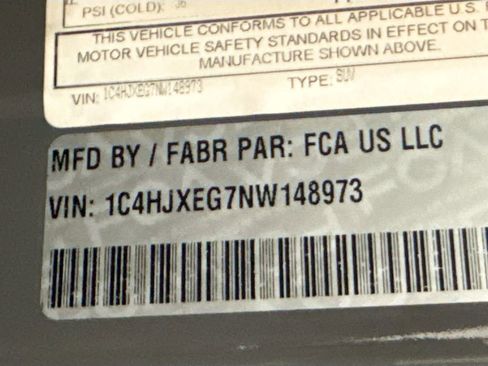 PSI (COLD): 36
THIS VEHICLE CONFORMS TO ALL APPLICABLE U.S.
MOTOR VEHICLE SAFETY STANDARDS IN EFFECT ON T
MANUFACTURE SHOWN ABOVE.
VIN: 1C4HJXEG7NW148973 TYPE: SUV
MFD BY / FABR PAR: FCA US LLC
VIN: 1C4HJXEG7NW148973